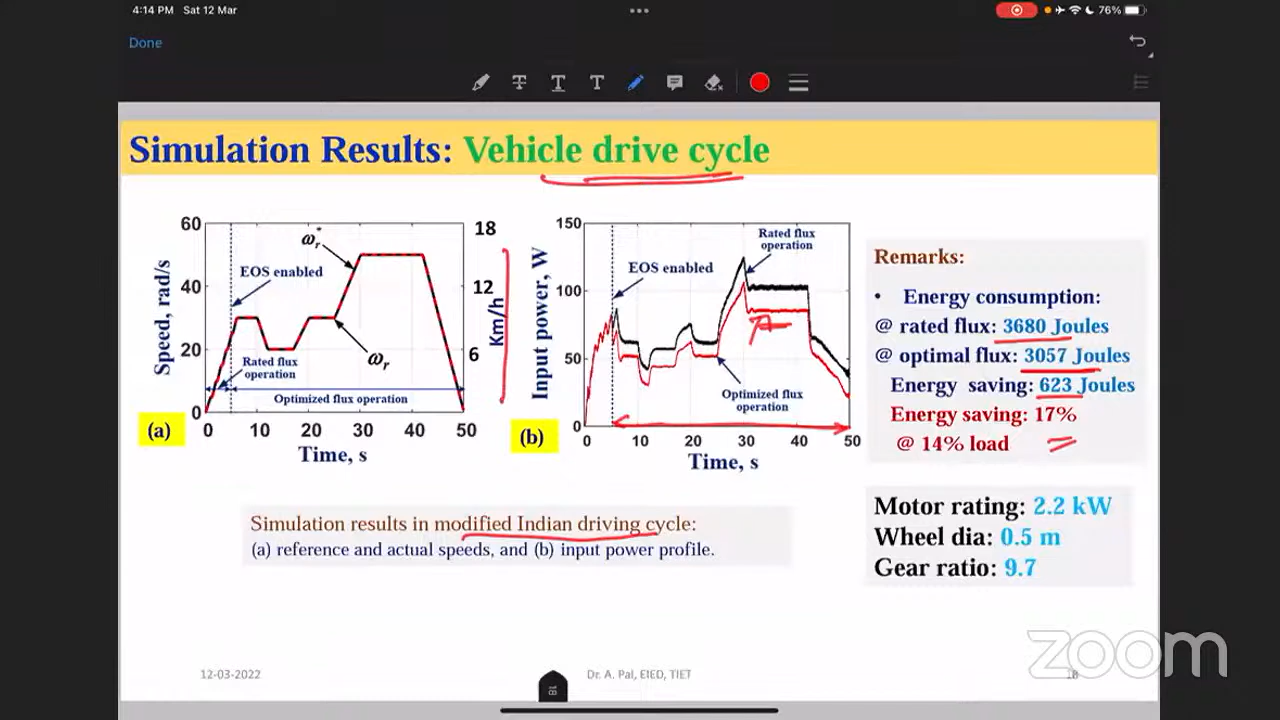 4:14 PM Sat 12 Mar
76%
Done
Simulation Results: Vehicle drive cycle
60
40
20
0
Speed, rad/s
ω*r
EOS enabled
Rated flux
operation
ωr
Optimized flux operation
18
12
6
Km/h
0 10 20 30 40 50
Time, s
(a)
150
100
50
0
Input power, W
Rated flux
operation
EOS enabled
Optimized flux
operation
0 10 20 30 40 50
Time, s
(b)
Remarks:
• Energy consumption:
@ rated flux: 3680 Joules
@ optimal flux: 3057 Joules
Energy saving: 623 Joules
Energy saving: 17%
@ 14% load
Simulation results in modified Indian driving cycle:
(a) reference and actual speeds, and (b) input power profile.
Motor rating: 2.2 kW
Wheel dia: 0.5 m
Gear ratio: 9.7
12-03-2022
18
Dr. A. Pal, EIED, TIET
18
zoom